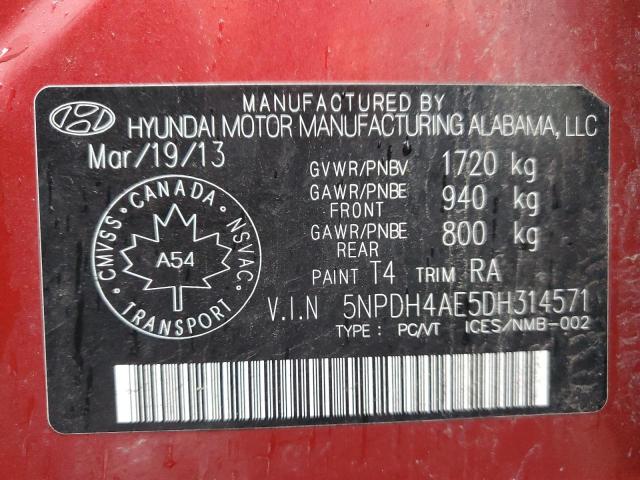 MANUFACTURED BY
HYUNDAI MOTOR MANUFACTURING ALABAMA, LLC
Mar/19/13
GVWR/PNBV 1720 kg
GAWR/PNBE FRONT 940 kg
GAWR/PNBE REAR 800 kg
PAINT T4 TRIM RA
CANADA
CMVSS
NSVAC
A54
TRANSPORT
V.I.N 5NPDH4AE5DH314571
TYPE : PC/VT ICES/NMB-002